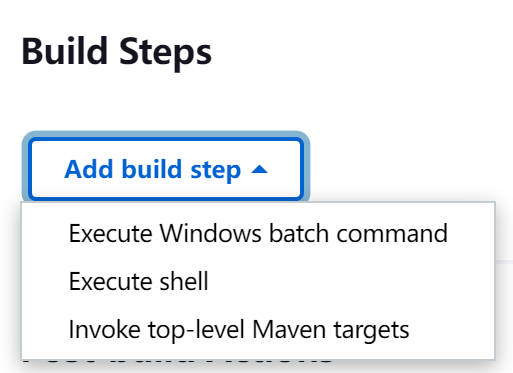 Build Steps
Add build step
Execute Windows batch command
Execute shell
Invoke top-level Maven targets